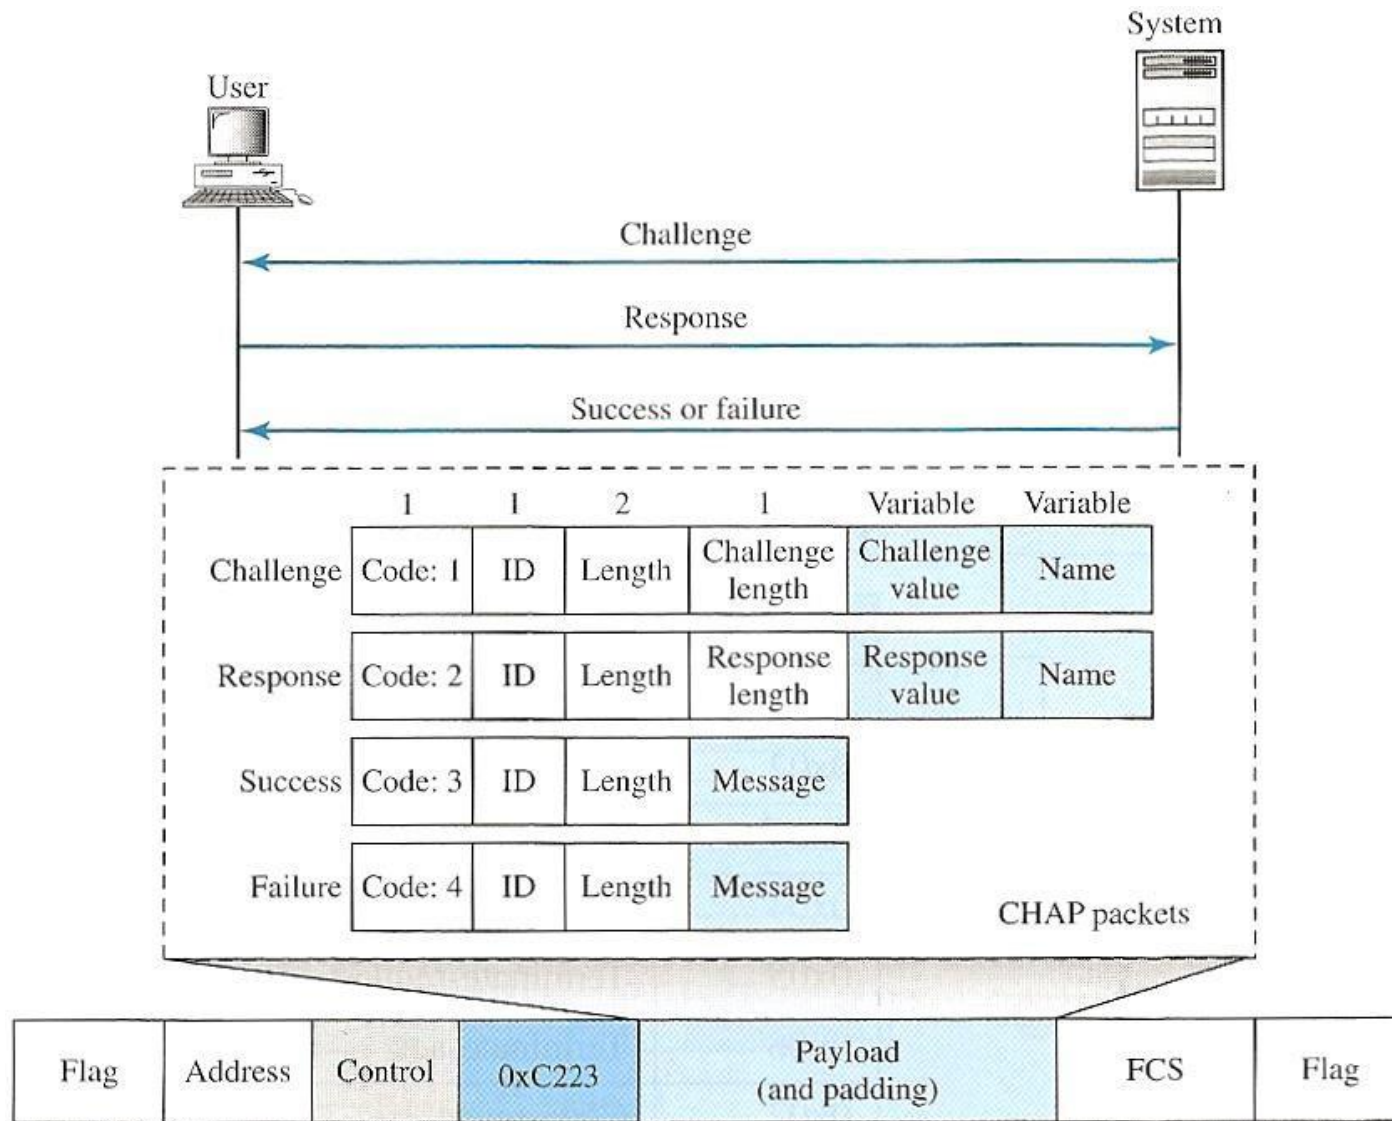 System
User
Challenge
Response
Success or failure
1 1 2 1 Variable Variable
Challenge Code: 1 ID Length Challenge length Challenge value Name
Response Code: 2 ID Length Response length Response value Name
Success Code: 3 ID Length Message
Failure Code: 4 ID Length Message
CHAP packets
Flag Address Control 0xC223 Payload (and padding) FCS Flag